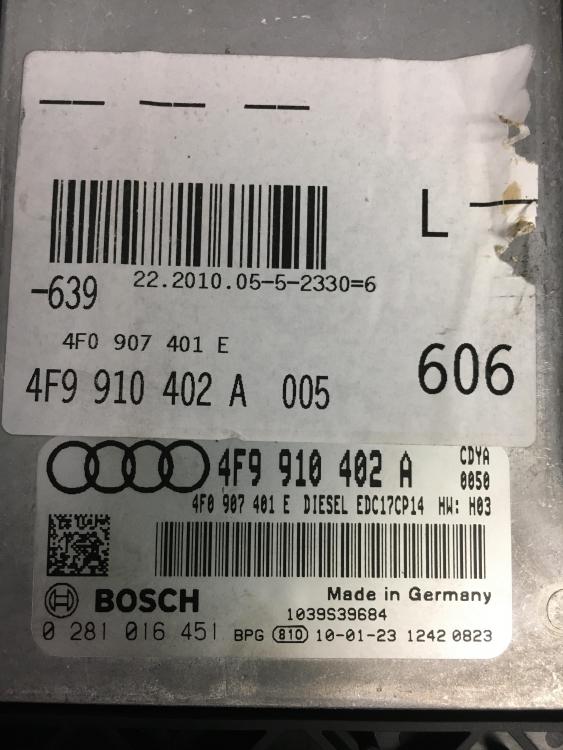 L
22.2010.05-5-2330=6
-639
4F0 907 401 E
4F9 910 402 A 005
606
4F9 910 402 A
CDYA
0050
4F0 907 401 E DIESEL EDC17CP14 HW: H03
BOSCH
Made in Germany
1039S39684
0 281 016 451 BPG 810 10-01-23 1242 0823